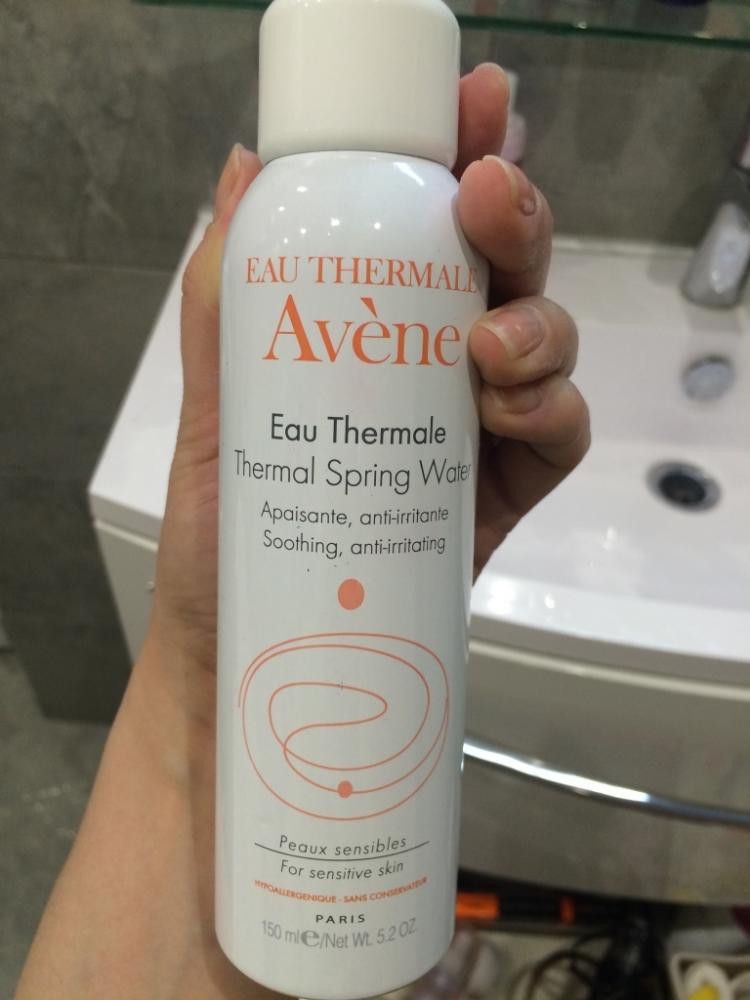 EAU THERMALE
Avène
Eau Thermale
Thermal Spring Water
Apaisante, anti-irritante
Soothing, anti-irritating
Peaux sensibles
For sensitive skin
HYPOALLERGENIQUE - SANS CONSERVATEUR
PARIS
150 ml℮/Net Wt. 5.2 OZ.